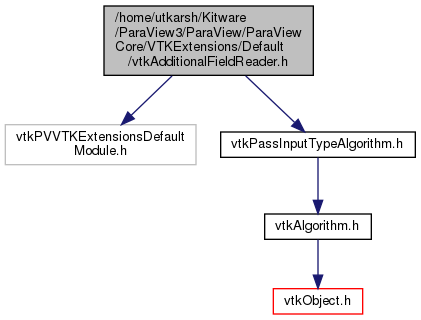 /home/utkarsh/Kitware
/ParaView3/ParaView/ParaView
Core/VTKExtensions/Default
/vtkAdditionalFieldReader.h
vtkPVVTKExtensionsDefault
Module.h
vtkPassInputTypeAlgorithm.h
vtkAlgorithm.h
vtkObject.h